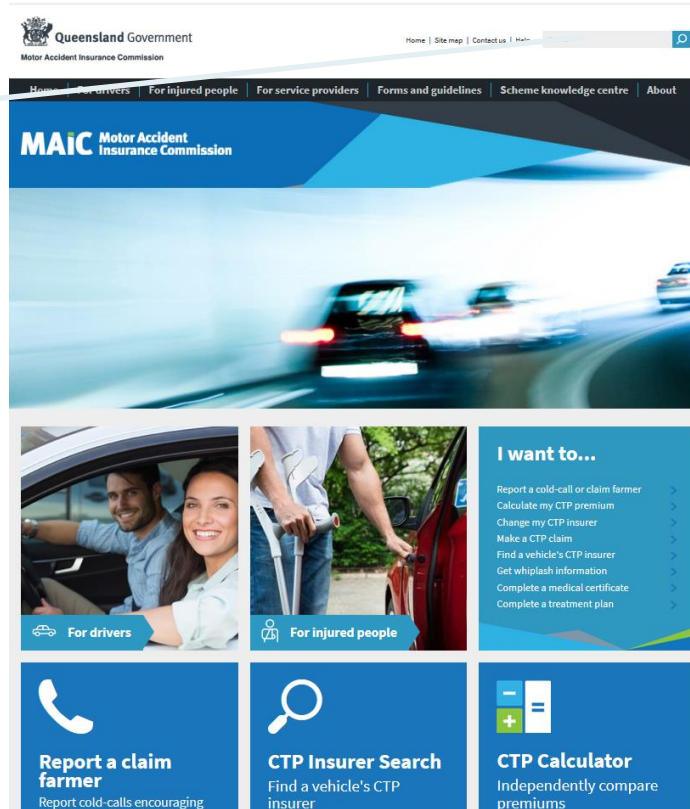 Queensland Government
Motor Accident Insurance Commission
Home | Site map | Contact us | Help
Home | For drivers | For injured people | For service providers | Forms and guidelines | Scheme knowledge centre | About
MAiC Motor Accident
Insurance Commission
For drivers
For injured people
I want to...
Report a cold-call or claim farmer
Calculate my CTP premium
Change my CTP insurer
Make a CTP claim
Find a vehicle's CTP insurer
Get whiplash information
Complete a medical certificate
Complete a treatment plan
Report a claim
farmer
Report cold-calls encouraging
CTP Insurer Search
Find a vehicle's CTP
insurer
CTP Calculator
Independently compare
premiums